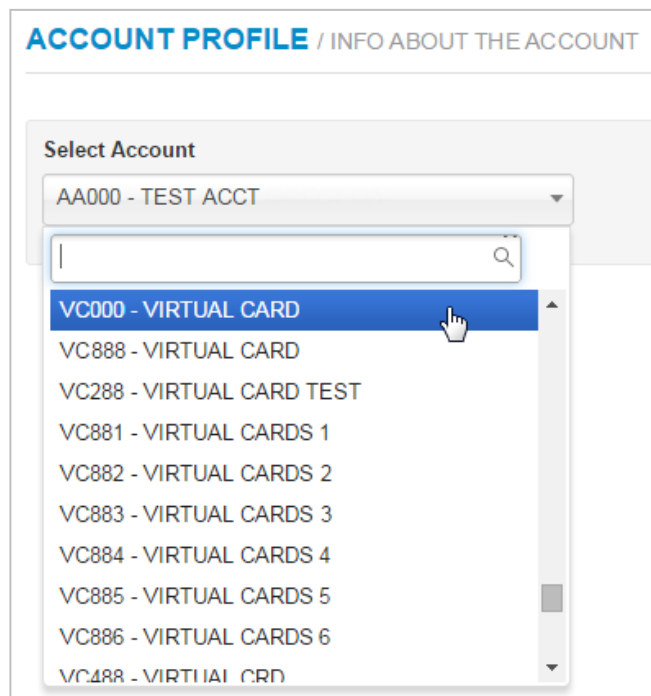 ACCOUNT PROFILE / INFO ABOUT THE ACCOUNT
Select Account
AA000 - TEST ACCT
VC000 - VIRTUAL CARD
VC888 - VIRTUAL CARD
VC288 - VIRTUAL CARD TEST
VC881 - VIRTUAL CARDS 1
VC882 - VIRTUAL CARDS 2
VC883 - VIRTUAL CARDS 3
VC884 - VIRTUAL CARDS 4
VC885 - VIRTUAL CARDS 5
VC886 - VIRTUAL CARDS 6
VC488 - VIRTUAL CRD